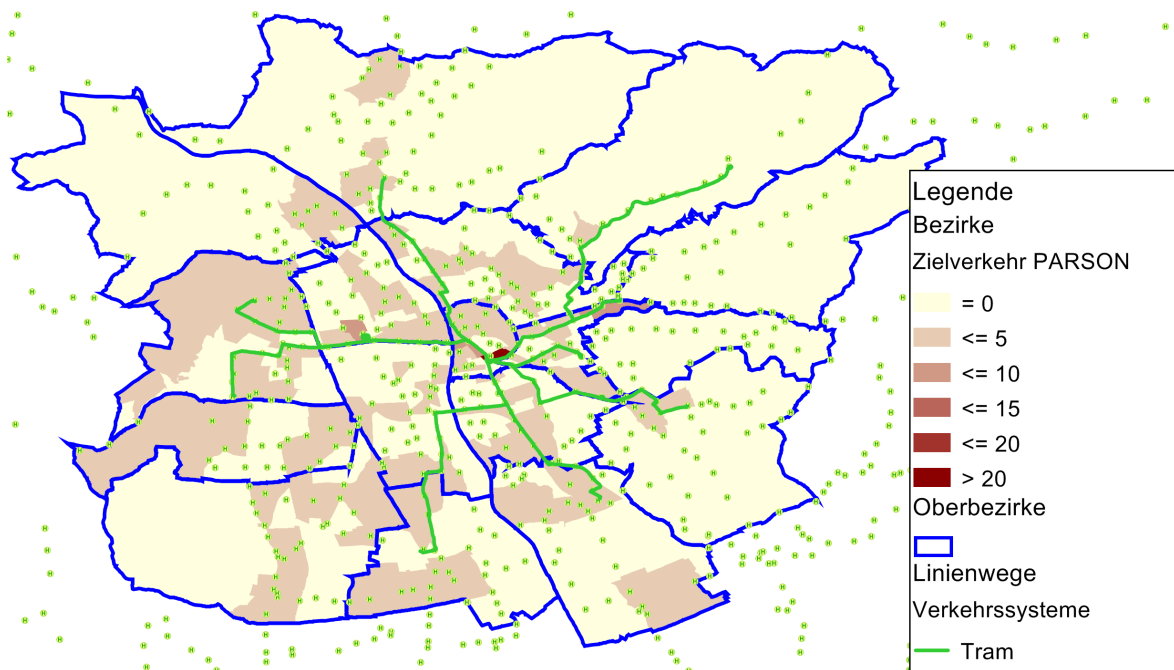 Legende
Bezirke
Zielverkehr PARSON
= 0
<= 5
<= 10
<= 15
<= 20
> 20
Oberbezirke
Linienwege
Verkehrssysteme
Tram